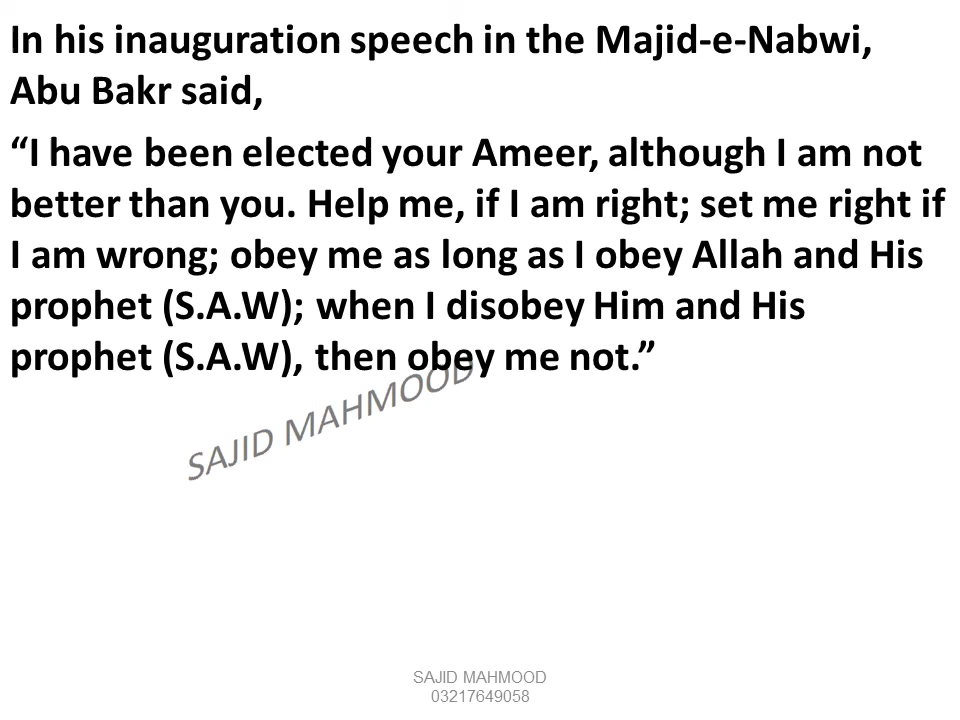 In his inauguration speech in the Majid-e-Nabwi,
Abu Bakr said,
“I have been elected your Ameer, although I am not
better than you. Help me, if I am right; set me right if
I am wrong; obey me as long as I obey Allah and His
prophet (S.A.W); when I disobey Him and His
prophet (S.A.W), then obey me not.”
SAJID MAHMOOD
SAJID MAHMOOD
03217649058